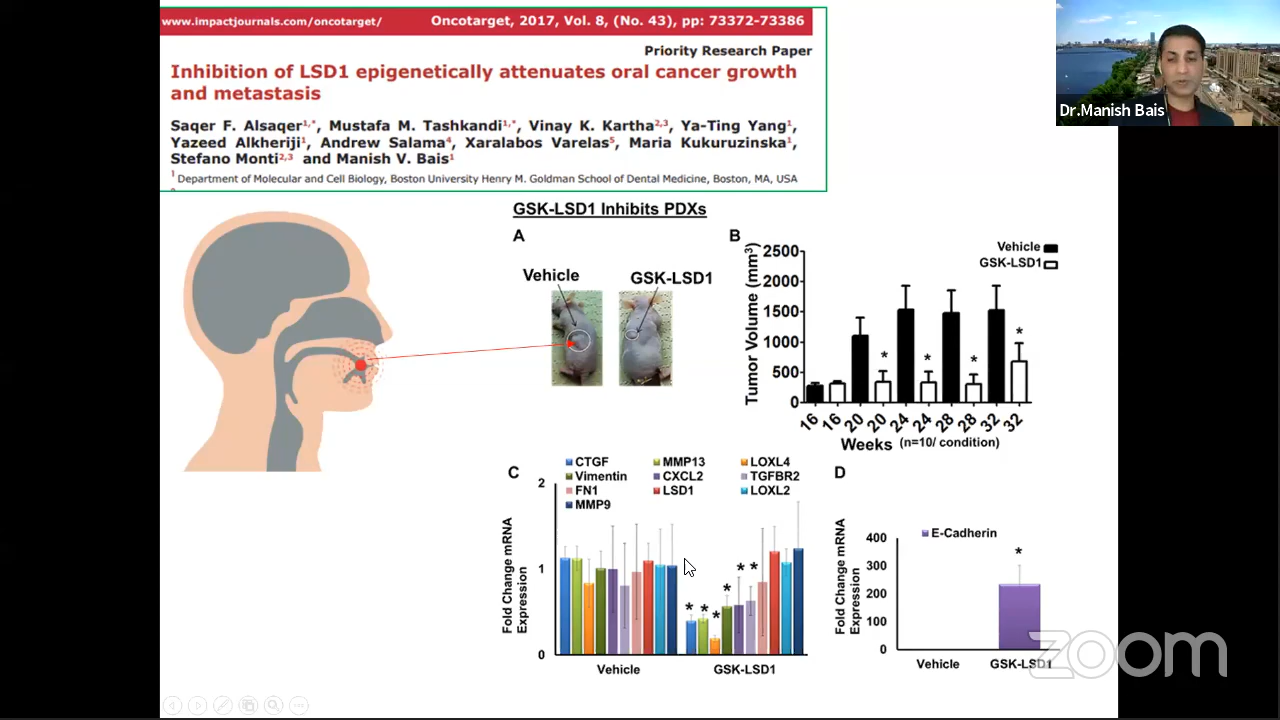 www.impactjournals.com/oncotarget/
Oncotarget, 2017, Vol. 8, (No. 43), pp: 73372-73386
Priority Research Paper
Inhibition of LSD1 epigenetically attenuates oral cancer growth
and metastasis
Saqer F. Alsaqer1,*, Mustafa M. Tashkandi1,*, Vinay K. Kartha2,3, Ya-Ting Yang1,
Yazeed Alkheriji1, Andrew Salama4, Xaralabos Varelas5, Maria Kukuruzinska1,
Stefano Monti2,3 and Manish V. Bais1
1 Department of Molecular and Cell Biology, Boston University Henry M. Goldman School of Dental Medicine, Boston, MA, USA
Dr.Manish Bais
GSK-LSD1 Inhibits PDXs
A
Vehicle
GSK-LSD1
B
Vehicle
GSK-LSD1
Tumor Volume (mm3)
2500
2000
1500
1000
500
0
* * * *
16 16 20 20 24 24 28 28 32 32
Weeks (n=10/ condition)
C
CTGF MMP13 LOXL4
Vimentin CXCL2 TGFBR2
FN1 LSD1 LOXL2
MMP9
Fold Change mRNA
Expression
2
1
0
* * * * * *
Vehicle GSK-LSD1
D
E-Cadherin
Fold Change mRNA
Expression
400
300
200
100
0
*
Vehicle GSK-LSD1
zoom